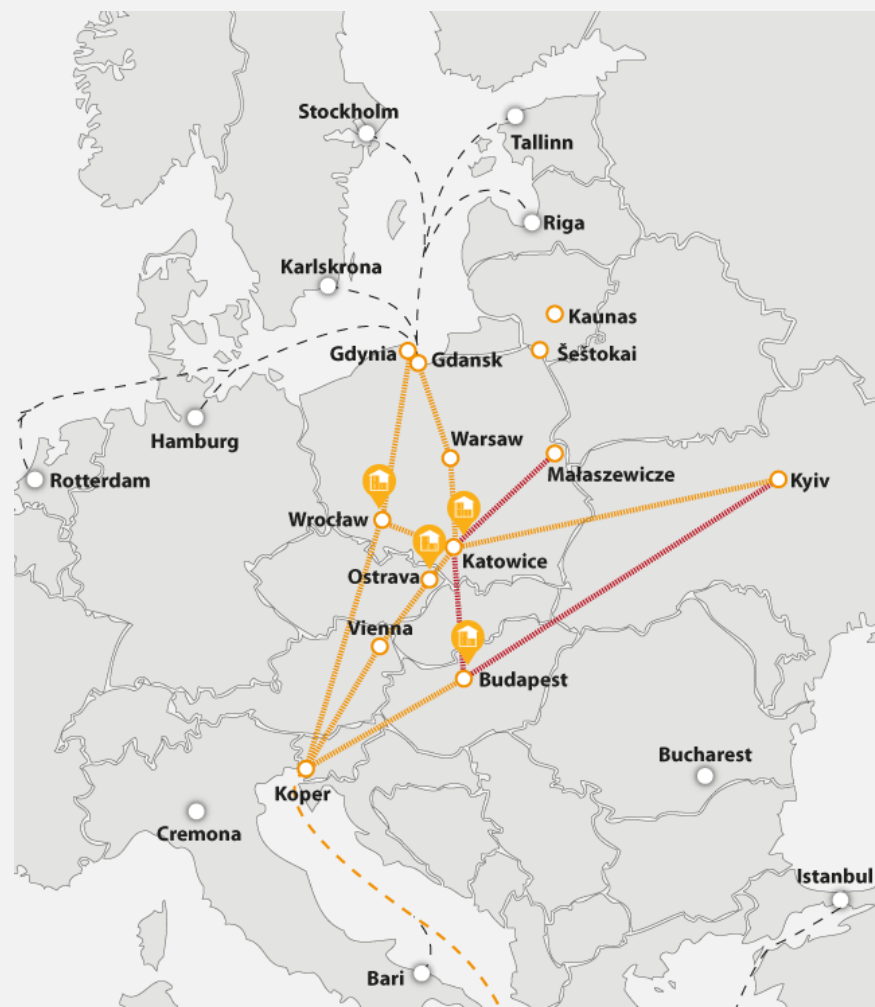 Stockholm
Tallinn
Riga
Karlskrona
Kaunas
Gdynia
Gdansk
Šeštokai
Hamburg
Warsaw
Rotterdam
Małaszewicze
Kyiv
Wrocław
Katowice
Ostrava
Vienna
Budapest
Bucharest
Koper
Cremona
Istanbul
Bari